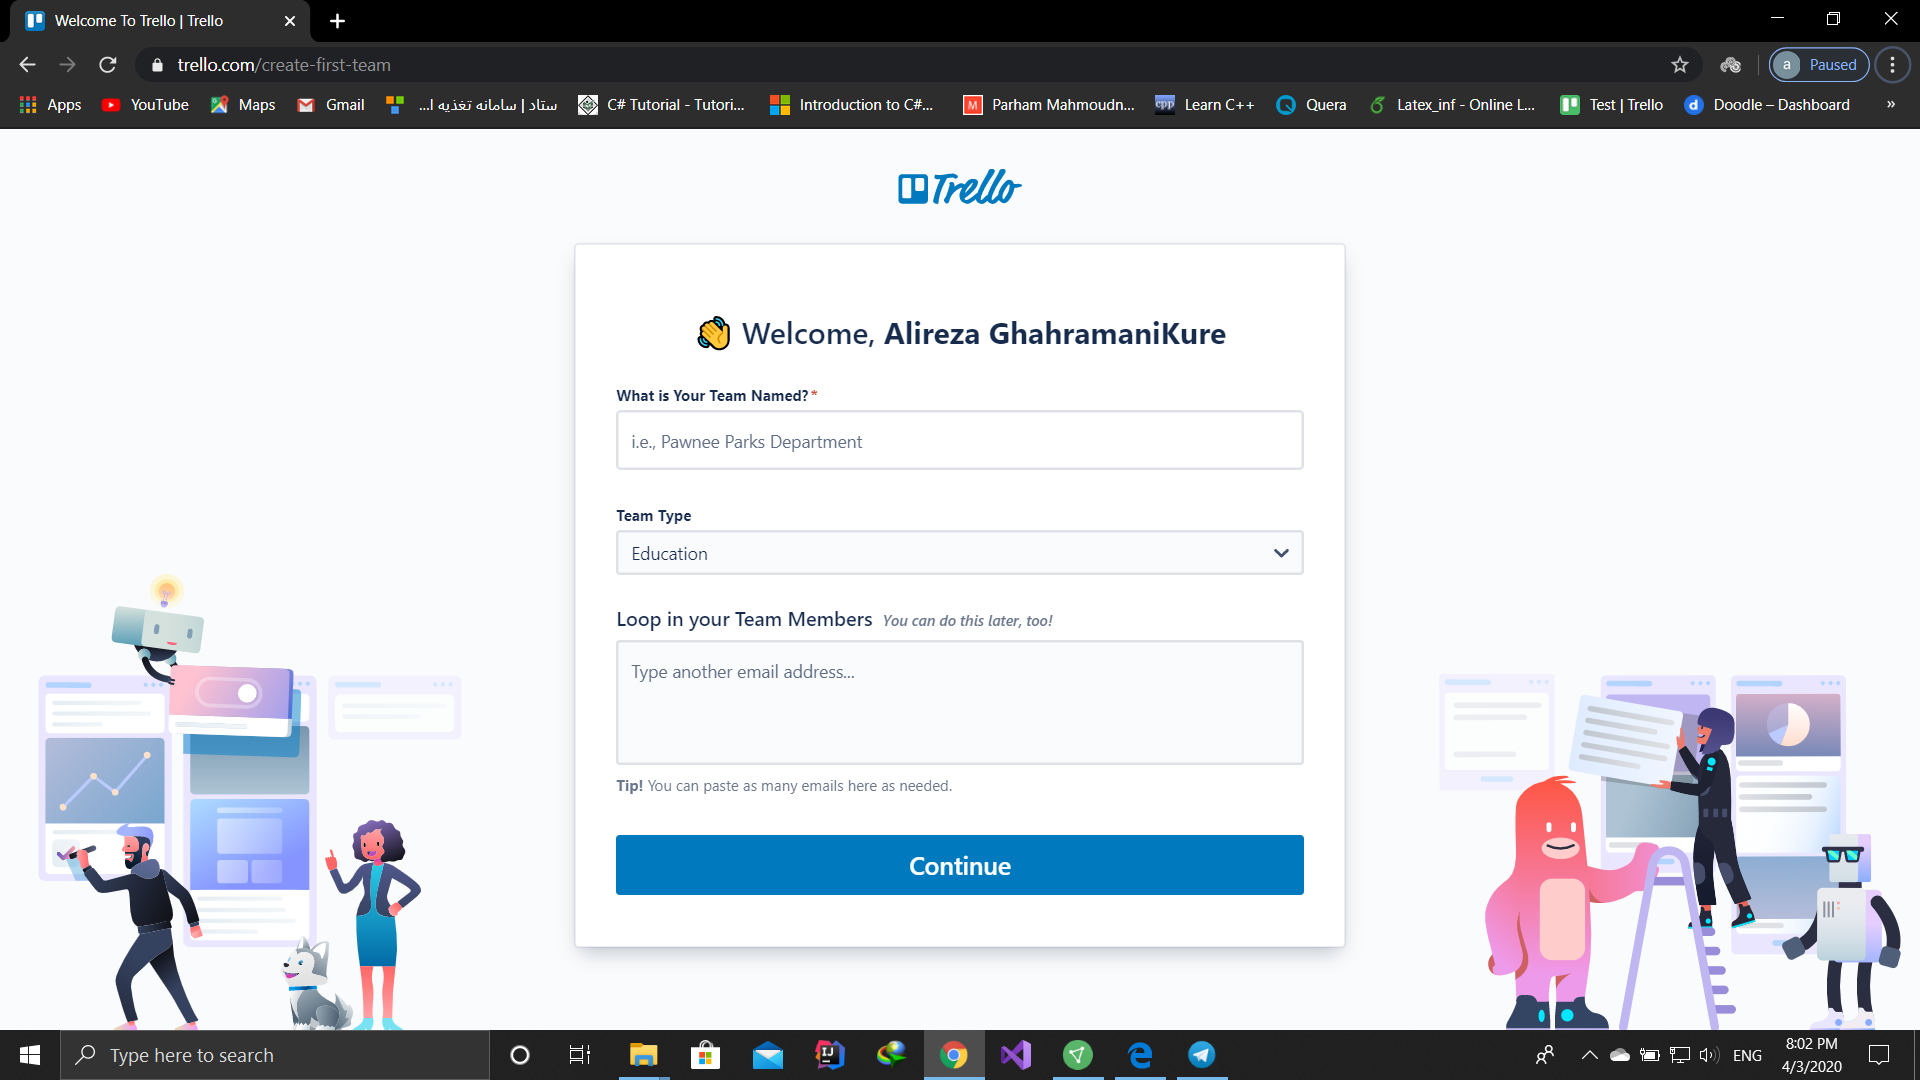 Welcome To Trello | Trello
trello.com/create-first-team
a Paused
Apps YouTube Maps Gmail ستاد | سامانه تغذیه ا... C# Tutorial - Tutori... Introduction to C#... Parham Mahmoudn... Learn C++ Quera Latex_inf - Online L... Test | Trello Doodle – Dashboard »
Trello
Welcome, Alireza GhahramaniKure
What is Your Team Named?*
i.e., Pawnee Parks Department
Team Type
Education
Loop in your Team Members You can do this later, too!
Type another email address...
Tip! You can paste as many emails here as needed.
Continue
Type here to search
ENG
8:02 PM
4/3/2020